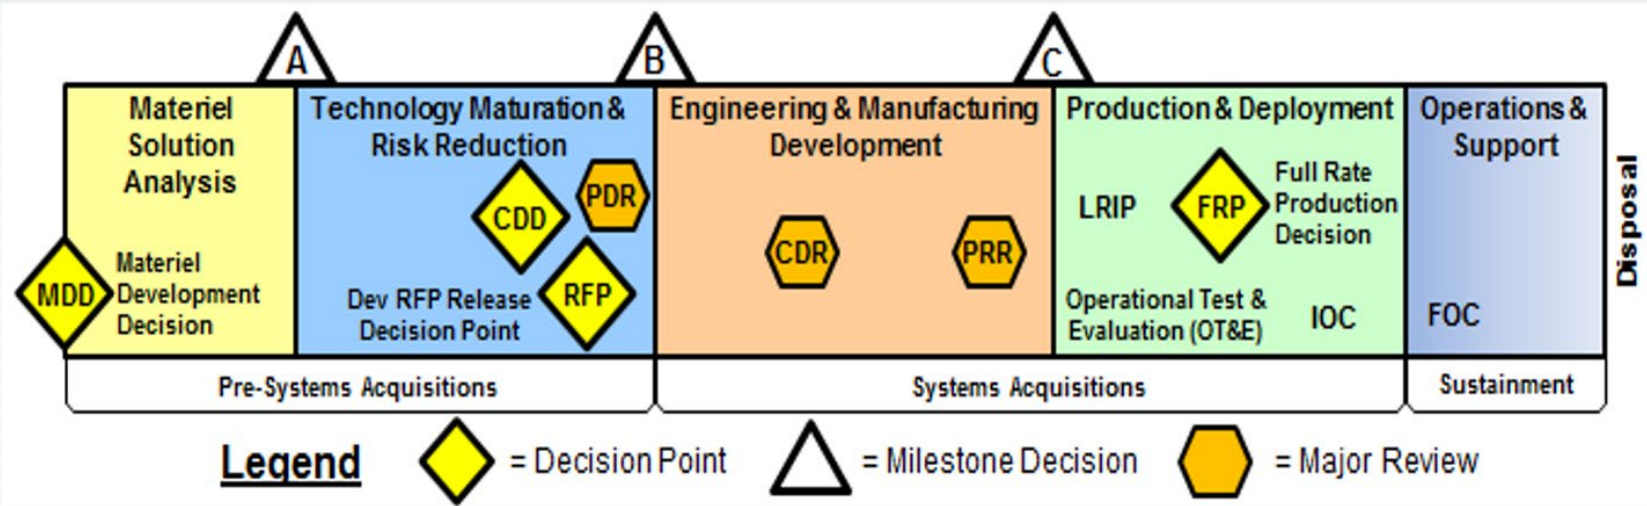 A
B
C
Materiel
Solution
Analysis
MDD
Materiel
Development
Decision
Technology Maturation &
Risk Reduction
CDD
PDR
Dev RFP Release
Decision Point
RFP
Engineering & Manufacturing
Development
CDR
PRR
Production & Deployment
LRIP
FRP
Full Rate
Production
Decision
Operational Test &
Evaluation (OT&E)
IOC
Operations &
Support
FOC
Disposal
Pre-Systems Acquisitions
Systems Acquisitions
Sustainment
Legend
= Decision Point
= Milestone Decision
= Major Review